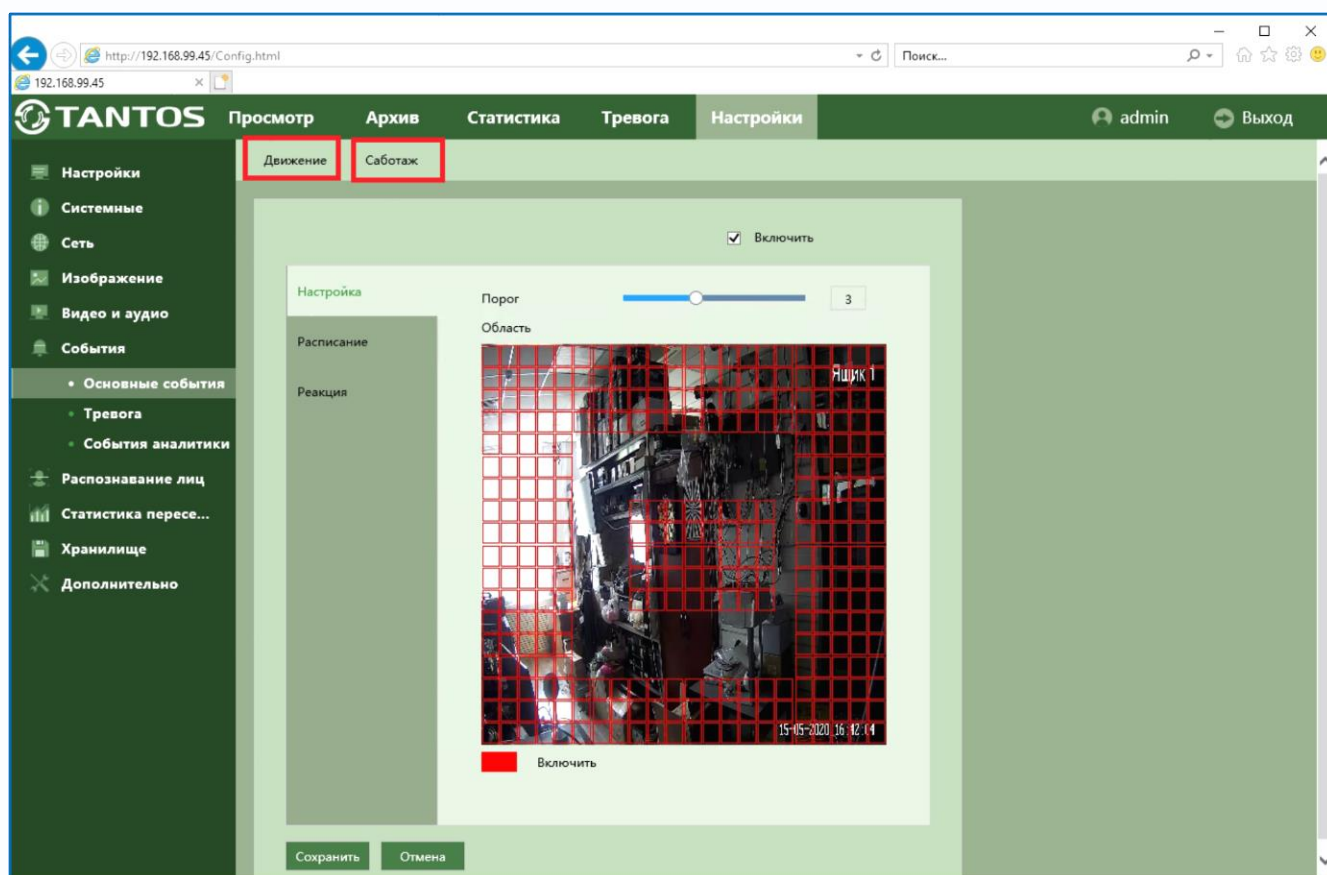 http://192.168.99.45/Config.html
Поиск...
192.168.99.45
TANTOS
Просмотр Архив Статистика Тревога Настройки admin Выход
Движение Саботаж
Настройки
Системные
Сеть
Изображение
Видео и аудио
События
• Основные события
• Тревога
• События аналитики
Распознавание лиц
Статистика пересе...
Хранилище
Дополнительно
Включить
Настройка
Расписание
Реакция
Порог 3
Область
Ящик 1
15-05-2020 16:42:04
Включить
Сохранить Отмена